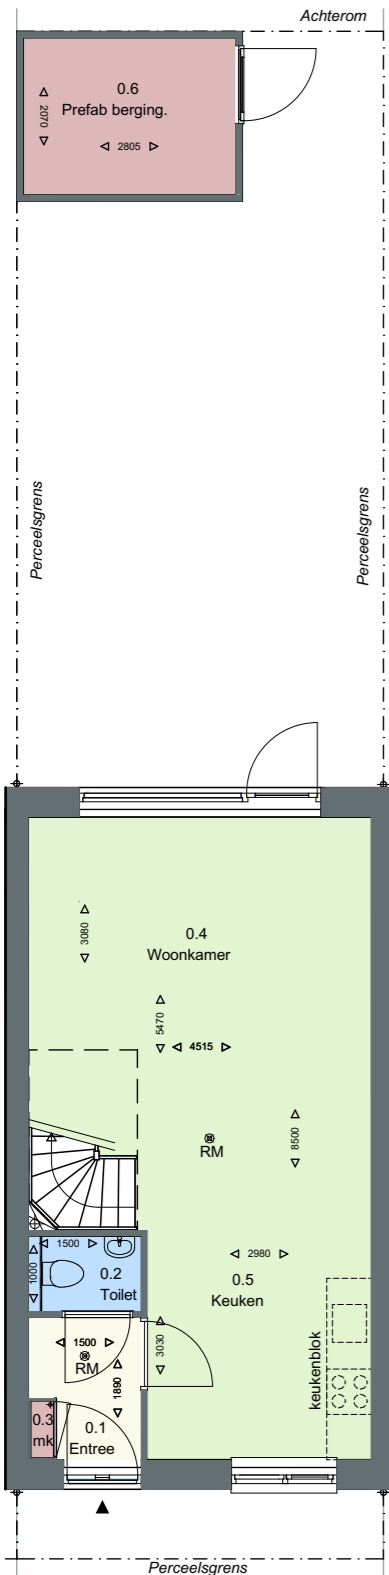 Achterom
0.6
Prefab berging.
2070
2805
Perceelsgrens
Perceelsgrens
3080
0.4
Woonkamer
5470
4515
8500
RM
1500
1000
0.2
Toilet
2980
0.5
Keuken
keukenblok
1500
RM
3030
1890
0.3
mk
0.1
Entree
Perceelsgrens